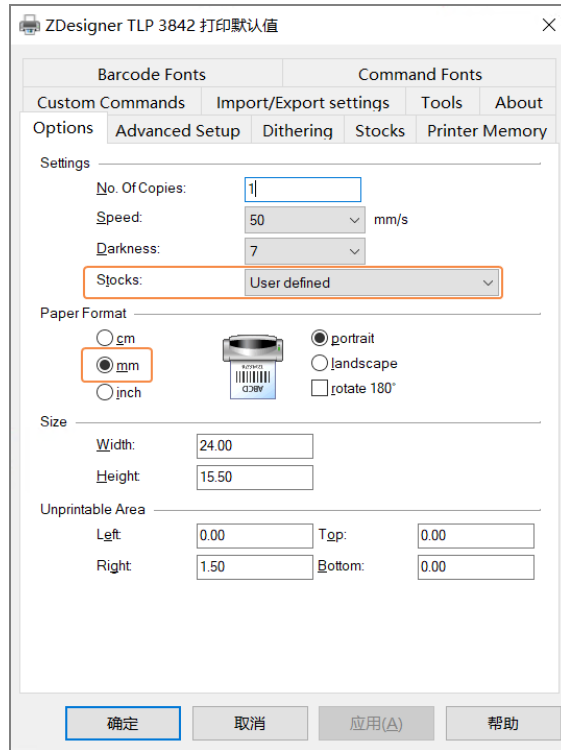 ZDesigner TLP 3842 打印默认值
Barcode Fonts Command Fonts
Custom Commands Import/Export settings Tools About
Options Advanced Setup Dithering Stocks Printer Memory
Settings
No. Of Copies: 1
Speed: 50 mm/s
Darkness: 7
Stocks: User defined
Paper Format
cm portrait
mm landscape
inch rotate 180°
ABCD
Size
Width: 24.00
Height: 15.50
Unprintable Area
Left: 0.00 Top: 0.00
Right: 1.50 Bottom: 0.00
确定 取消 应用(A) 帮助